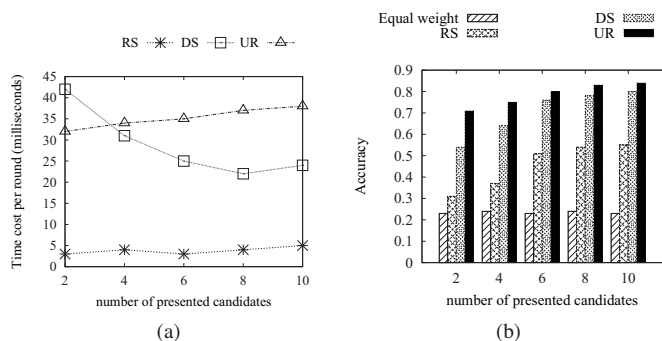 RS DS UR
Time cost per round (milliseconds)
45
40
35
30
25
20
15
10
5
0
2 4 6 8 10
number of presented candidates
(a)
Equal weight DS
RS UR
Accuracy
0.9
0.8
0.7
0.6
0.5
0.4
0.3
0.2
0.1
0
2 4 6 8 10
number of presented candidates
(b)